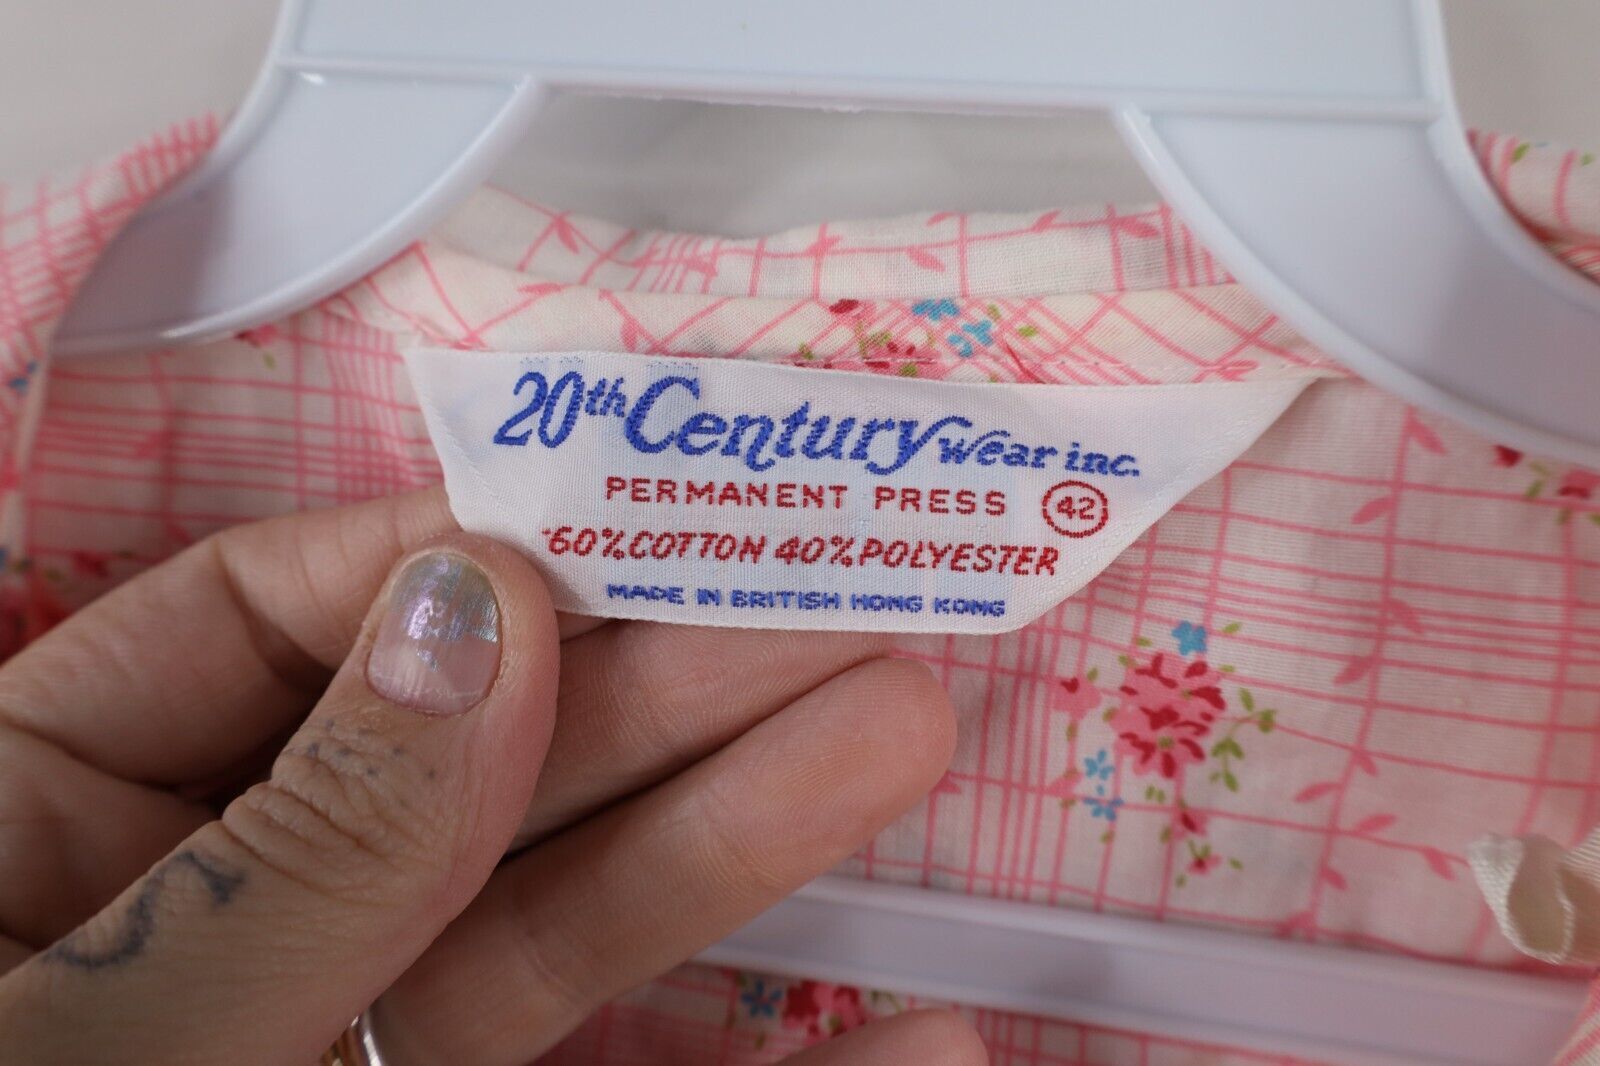 20th Century Wear inc.
PERMANENT PRESS 42
60% COTTON 40% POLYESTER
MADE IN BRITISH HONG KONG